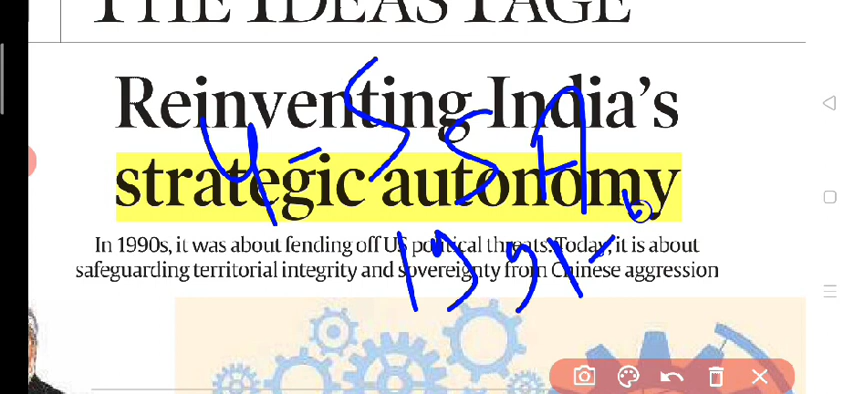 THE IDEAS PAGE
Reinventing India's
strategic autonomy
In 1990s, it was about fending off US political threats. Today, it is about
safeguarding territorial integrity and sovereignty from Chinese aggression
SA
1991-